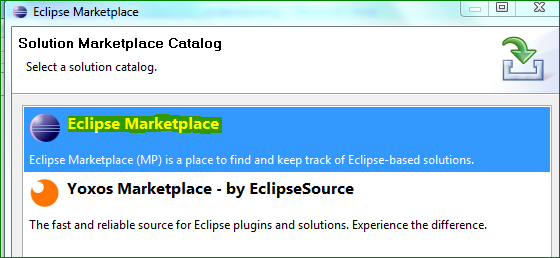 Eclipse Marketplace
Solution Marketplace Catalog
Select a solution catalog.
Eclipse Marketplace
Eclipse Marketplace (MP) is a place to find and keep track of Eclipse-based solutions.
Yoxos Marketplace - by EclipseSource
The fast and reliable source for Eclipse plugins and solutions. Experience the difference.